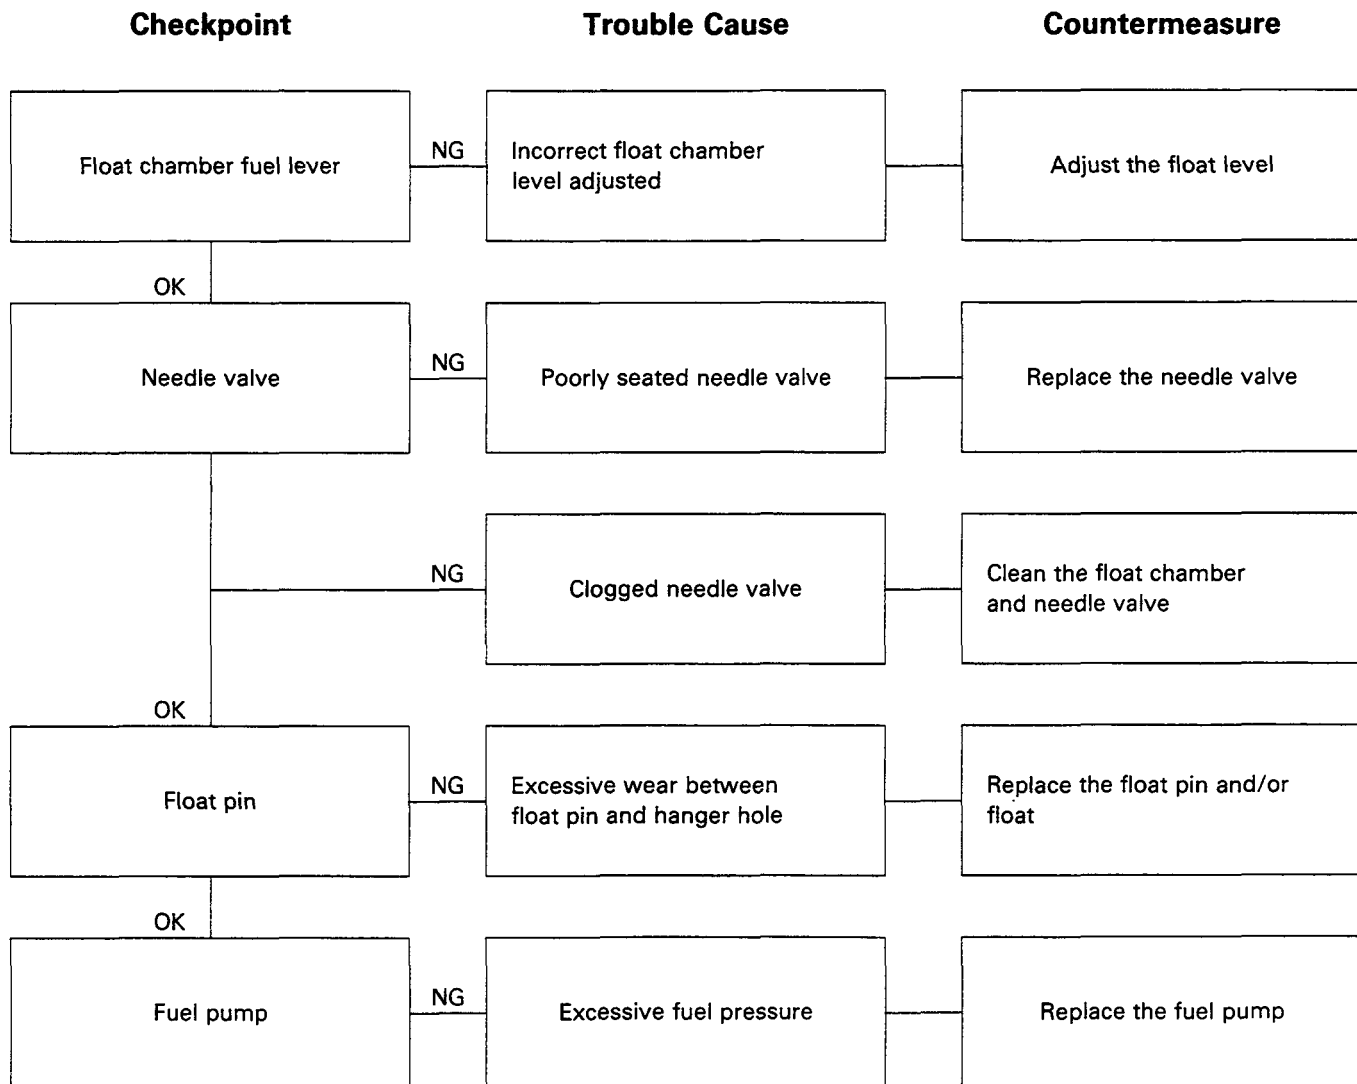 Checkpoint
Trouble Cause
Countermeasure
Float chamber fuel lever
NG
Incorrect float chamber
level adjusted
Adjust the float level
OK
Needle valve
NG
Poorly seated needle valve
Replace the needle valve
NG
Clogged needle valve
Clean the float chamber
and needle valve
OK
Float pin
NG
Excessive wear between
float pin and hanger hole
Replace the float pin and/or
float
OK
Fuel pump
NG
Excessive fuel pressure
Replace the fuel pump